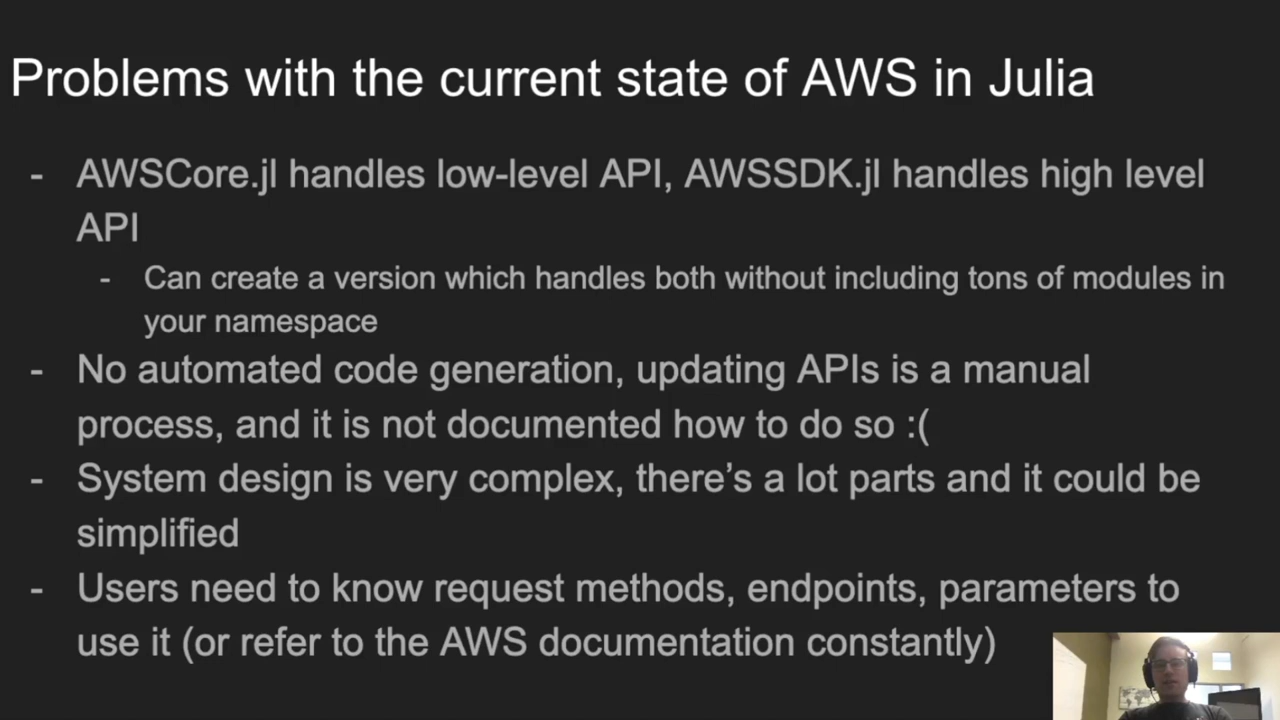 Problems with the current state of AWS in Julia
- AWSCore.jl handles low-level API, AWSSDK.jl handles high level
API
- Can create a version which handles both without including tons of modules in
your namespace
- No automated code generation, updating APIs is a manual
process, and it is not documented how to do so :(
- System design is very complex, there's a lot parts and it could be
simplified
- Users need to know request methods, endpoints, parameters to
use it (or refer to the AWS documentation constantly)